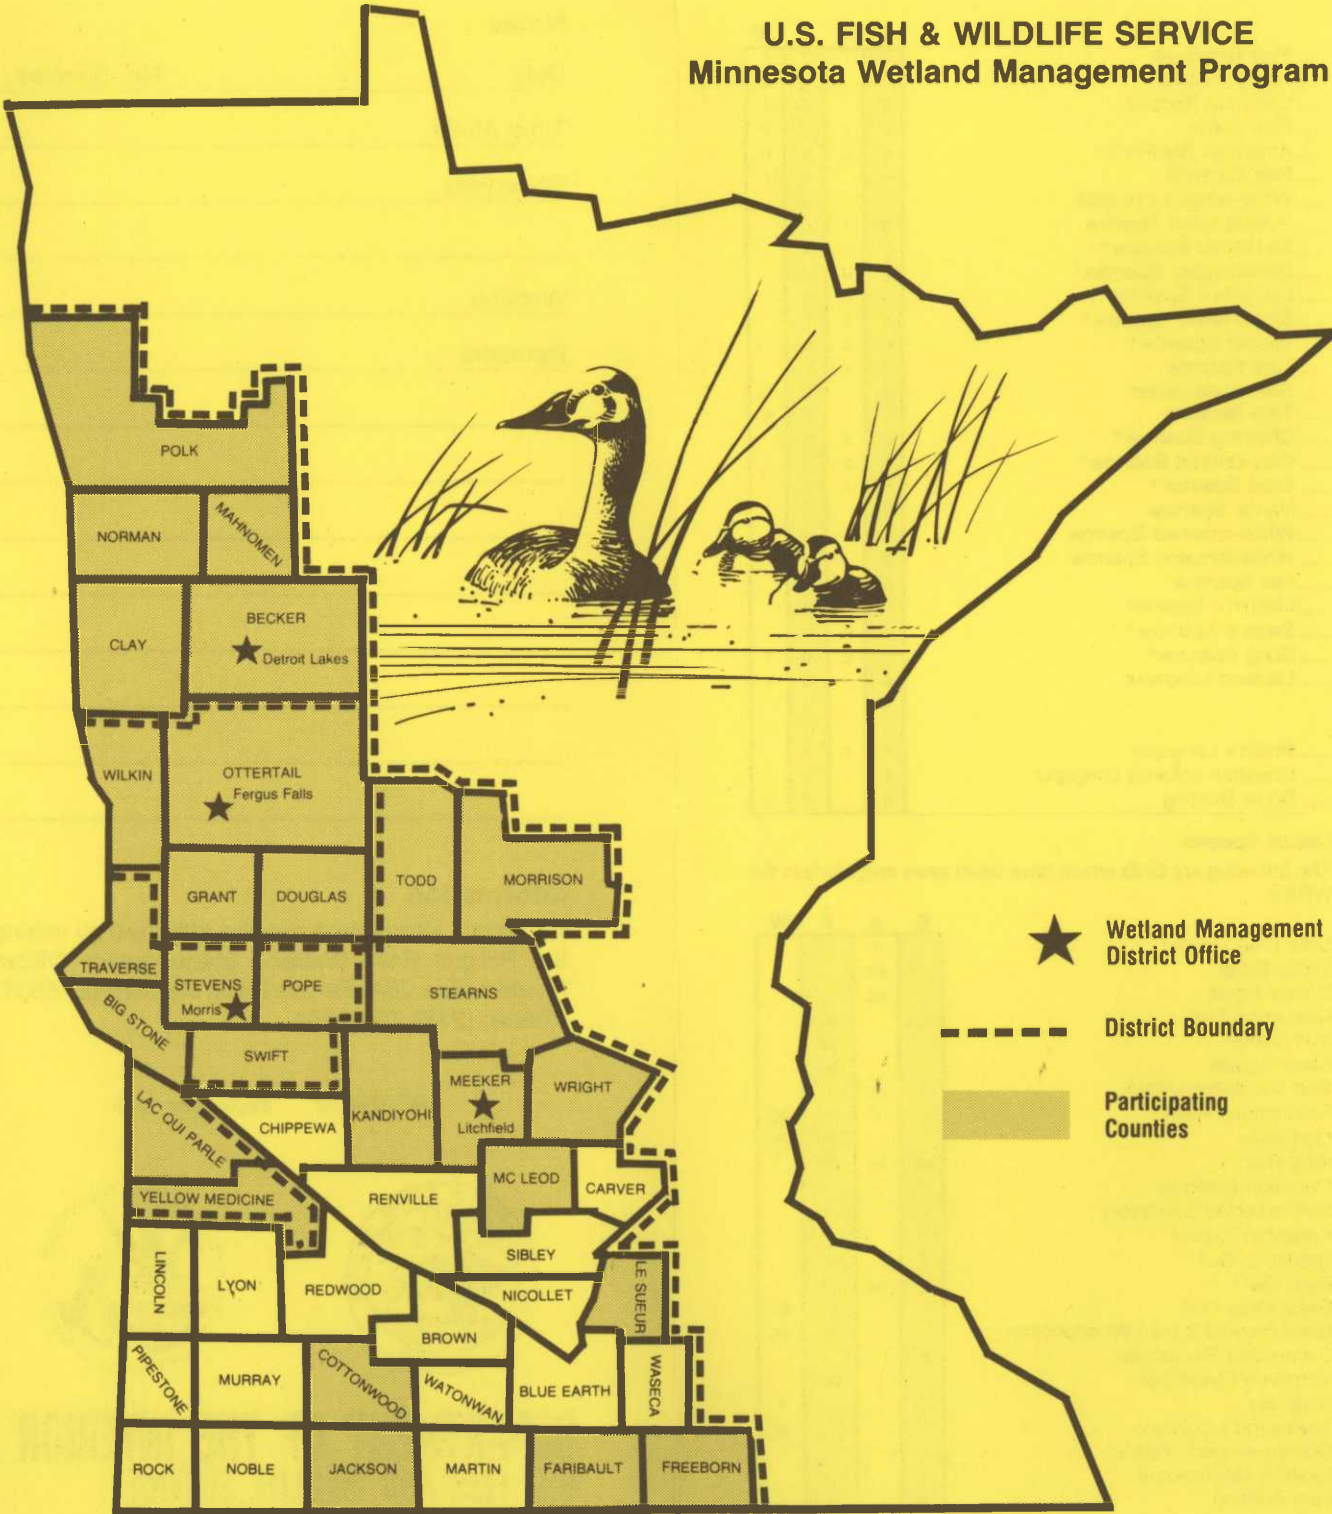 U.S. FISH & WILDLIFE SERVICE
Minnesota Wetland Management Program
POLK
NORMAN
MAHNOMEN
CLAY
BECKER
Detroit Lakes
WILKIN
OTTERTAIL
Fergus Falls
GRANT
DOUGLAS
TODD
MORRISON
TRAVERSE
STEVENS
Morris
POPE
STEARNS
BIG STONE
SWIFT
LAC QUI PARLE
CHIPPEWA
KANDIYOHI
MEEKER
Litchfield
WRIGHT
YELLOW MEDICINE
RENVILLE
MC LEOD
CARVER
SIBLEY
LINCOLN
LYON
REDWOOD
NICOLLET
LE SUEUR
BROWN
PIPESTONE
MURRAY
COTTONWOOD
WATONWAN
BLUE EARTH
WASECA
ROCK
NOBLE
JACKSON
MARTIN
FARIBAULT
FREEBORN
Wetland Management
District Office
District Boundary
Participating
Counties